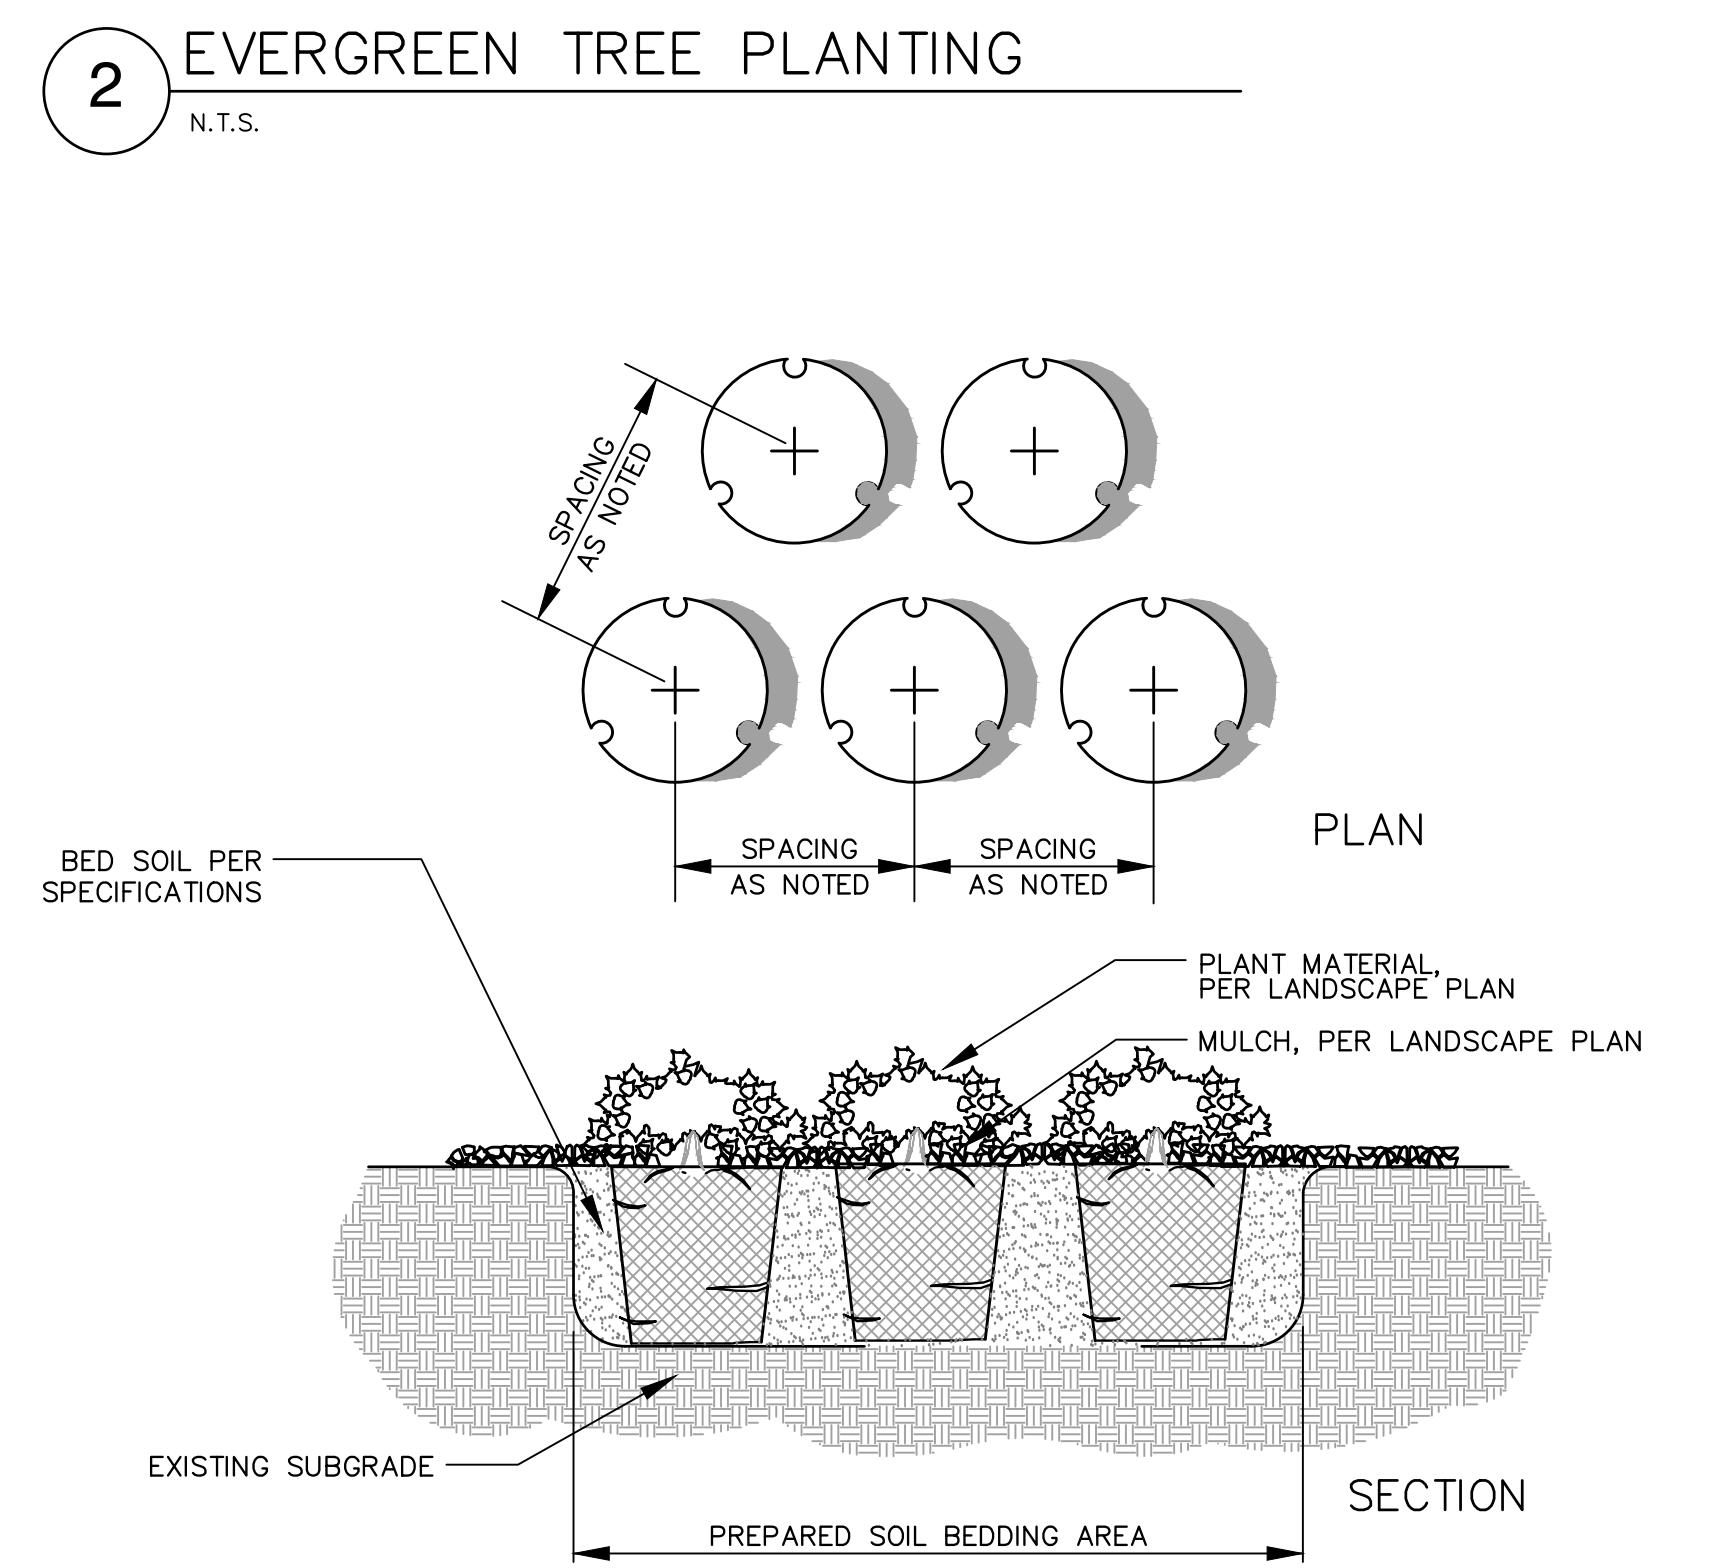 2
EVERGREEN TREE PLANTING
N.T.S.
SPACING
AS NOTED
SPACING
AS NOTED
SPACING
AS NOTED
PLAN
BED SOIL PER
SPECIFICATIONS
PLANT MATERIAL,
PER LANDSCAPE PLAN
MULCH, PER LANDSCAPE PLAN
EXISTING SUBGRADE
SECTION
PREPARED SOIL BEDDING AREA